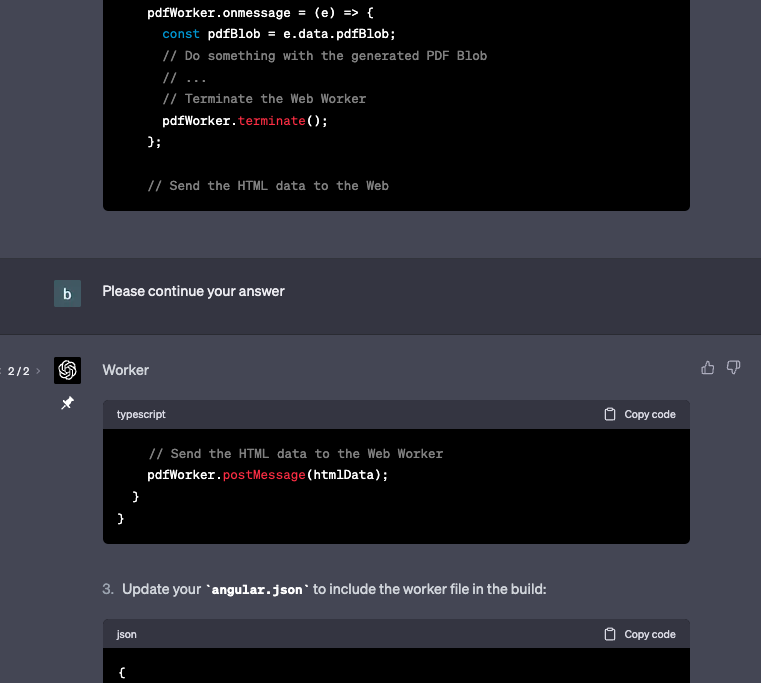 pdfWorker.onmessage = (e) => {
const pdfBlob = e.data.pdfBlob;
// Do something with the generated PDF Blob
// ...
// Terminate the Web Worker
pdfWorker.terminate();
};
// Send the HTML data to the Web
b
Please continue your answer
2/2 >
Worker
typescript
Copy code
// Send the HTML data to the Web Worker
pdfWorker.postMessage(htmlData);
}
}
3. Update your `angular.json` to include the worker file in the build:
json
Copy code
{